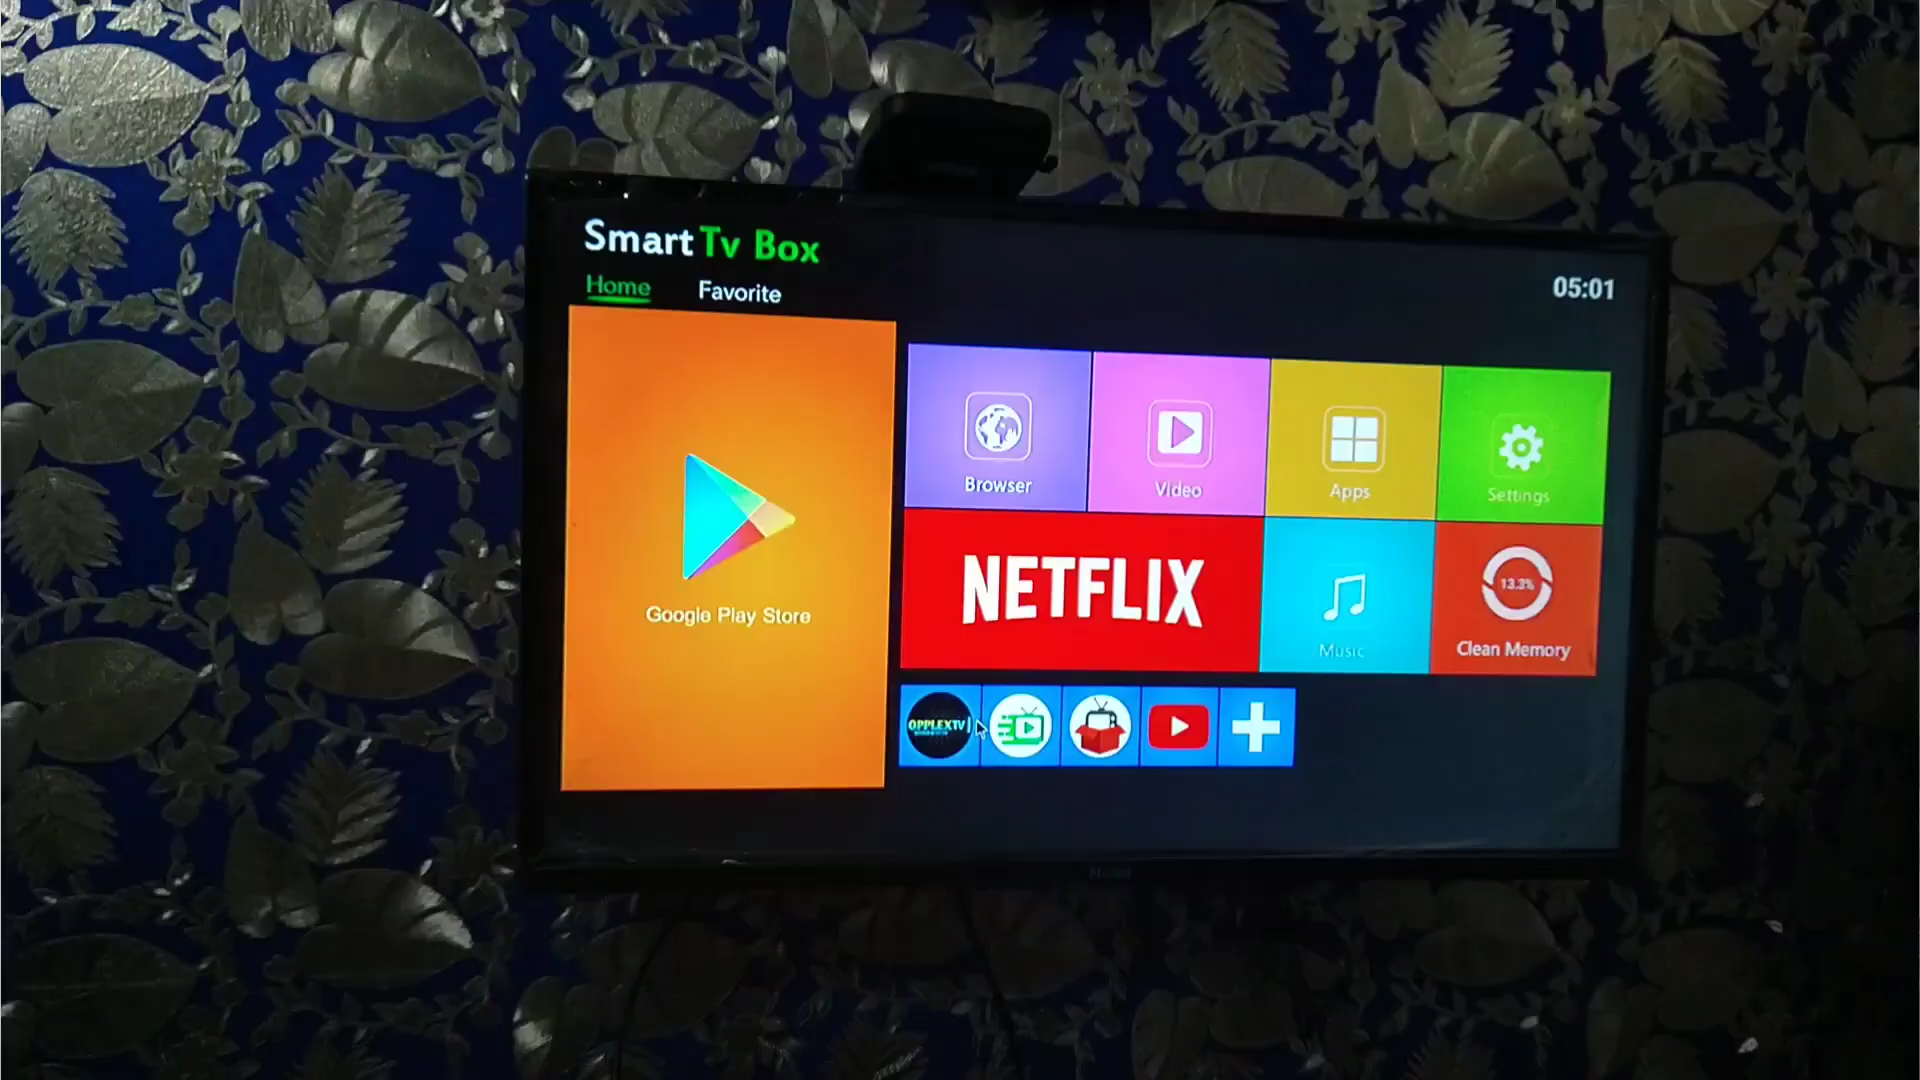 Smart Tv Box
Home Favorite
05:01
Browser
Video
Apps
Settings
NETFLIX
Music
13.3%
Clean Memory
Google Play Store
OPPLEXTV